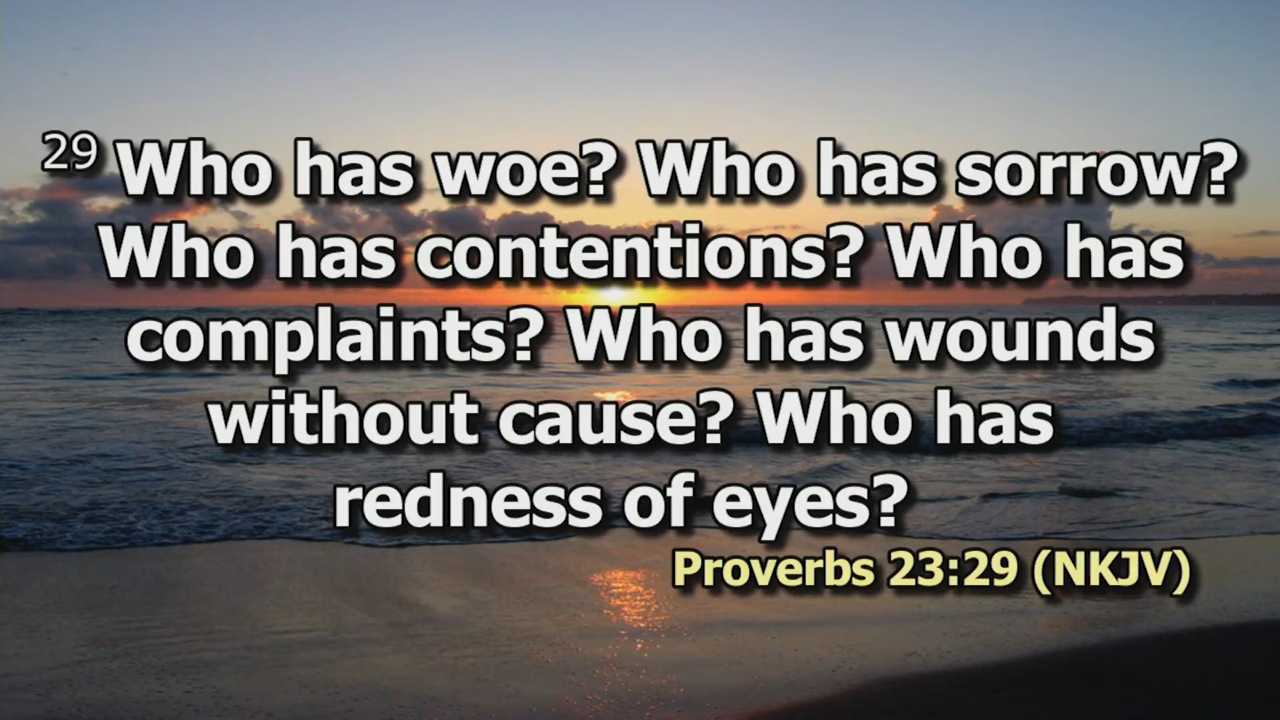 29 Who has woe? Who has sorrow?
Who has contentions? Who has
complaints? Who has wounds
without cause? Who has
redness of eyes?
Proverbs 23:29 (NKJV)